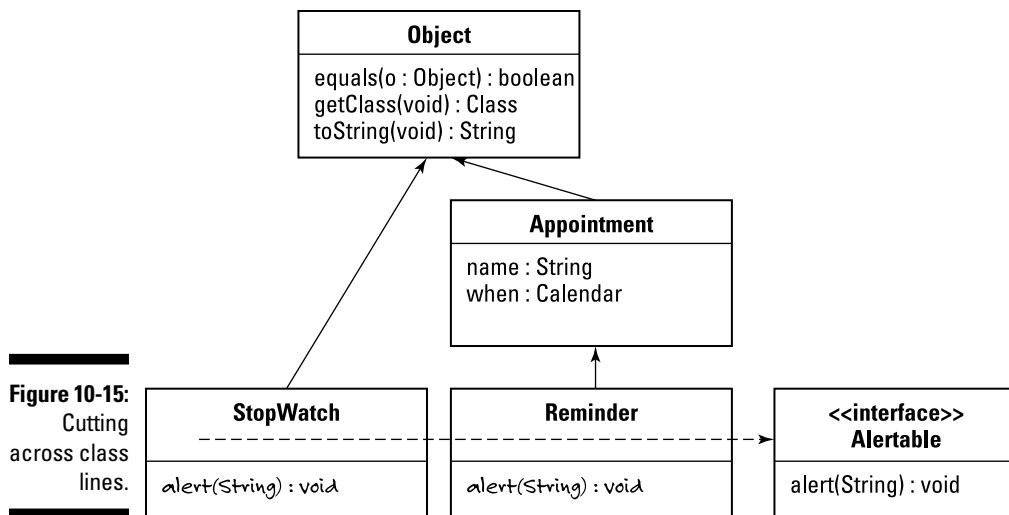 Object
equals(o : Object) : boolean
getClass(void) : Class
toString(void) : String
Appointment
name : String
when : Calendar
Figure 10-15:
Cutting
across class
lines.
StopWatch
alert(String) : void
Reminder
alert(String) : void
<<interface>>
Alertable
alert(String) : void